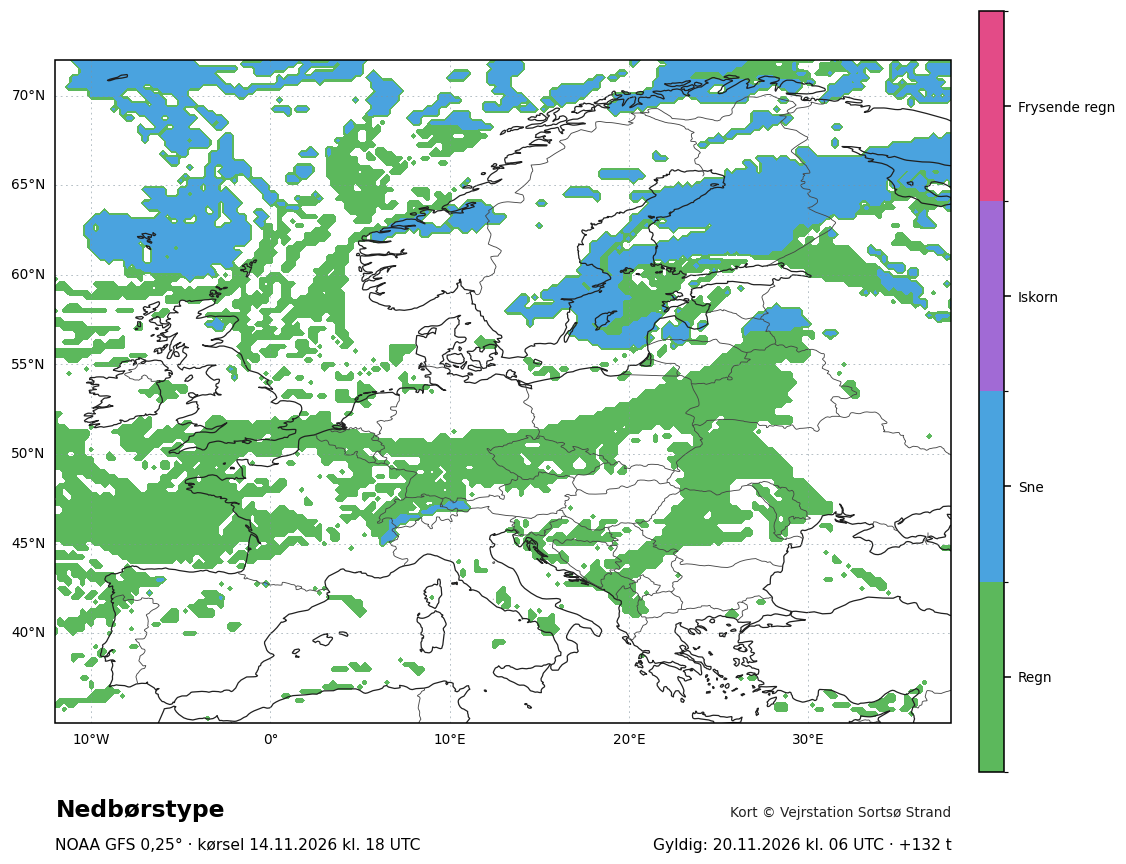 70°N
65°N
60°N
55°N
50°N
45°N
40°N
10°W
0°
10°E
20°E
30°E
Frysende regn
Iskorn
Sne
Regn
Nedbørstype
Kort © Vejrstation Sortsø Strand
NOAA GFS 0,25° · kørsel 14.11.2026 kl. 18 UTC
Gyldig: 20.11.2026 kl. 06 UTC · +132 t